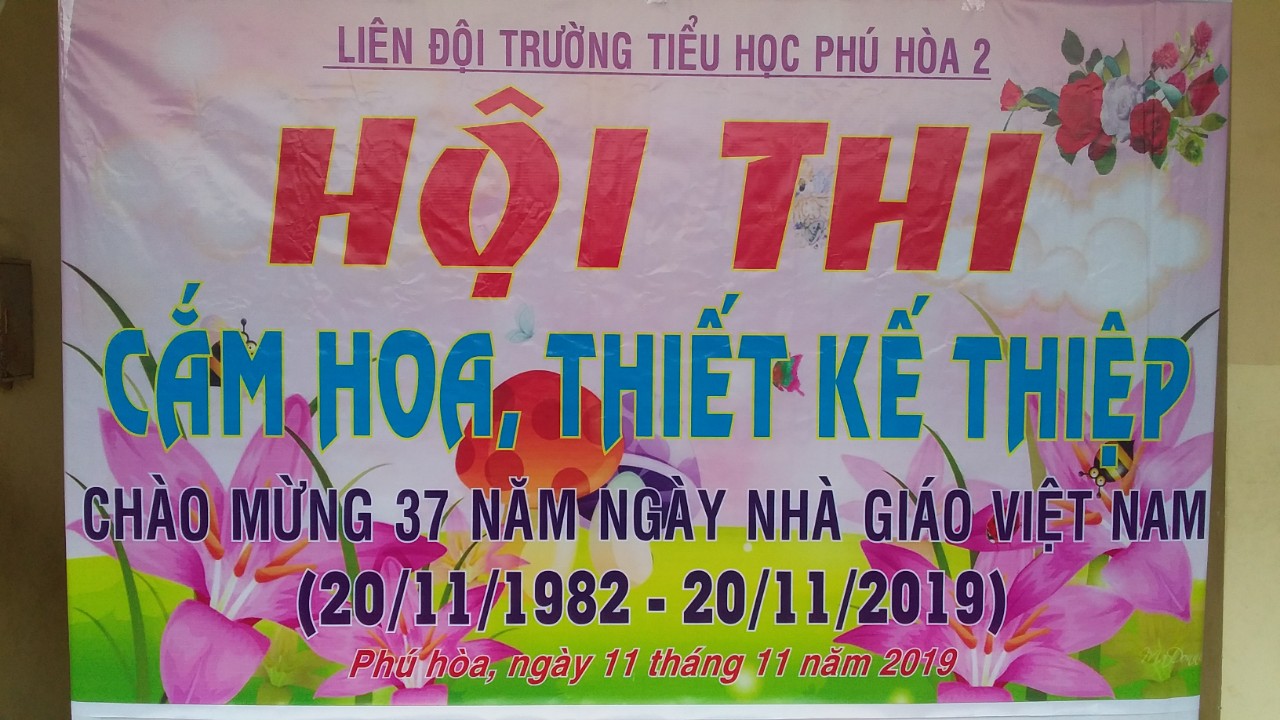 LIÊN ĐỘI TRƯỜNG TIỂU HỌC PHÚ HÒA 2
HỘI THI
CẮM HOA, THIẾT KẾ THIỆP
CHÀO MỪNG 37 NĂM NGÀY NHÀ GIÁO VIỆT NAM
(20/11/1982 - 20/11/2019)
Phú hòa, ngày 11 tháng 11 năm 2019